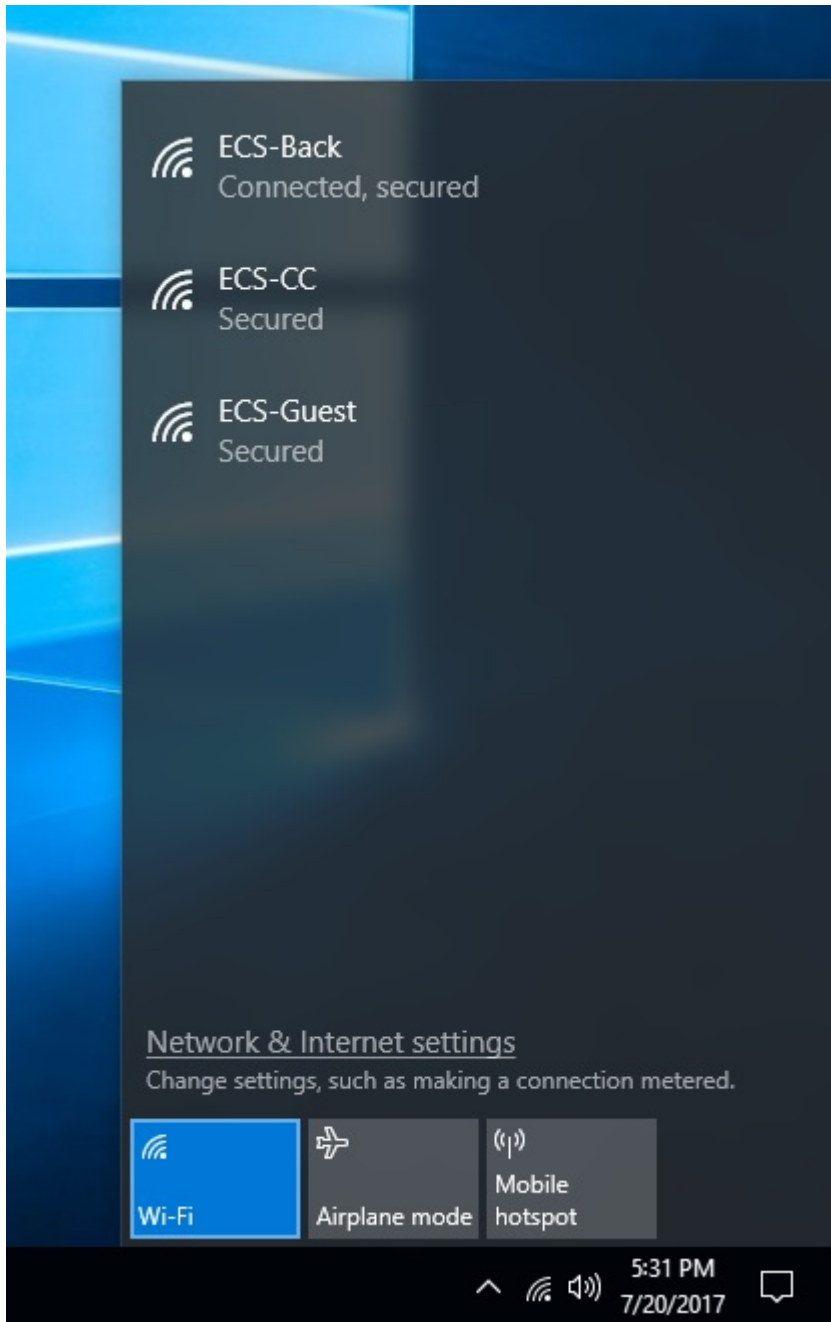 ECS-Back
Connected, secured
ECS-CC
Secured
ECS-Guest
Secured
Network & Internet settings
Change settings, such as making a connection metered.
Wi-Fi
Airplane mode
Mobile
hotspot
5:31 PM
7/20/2017